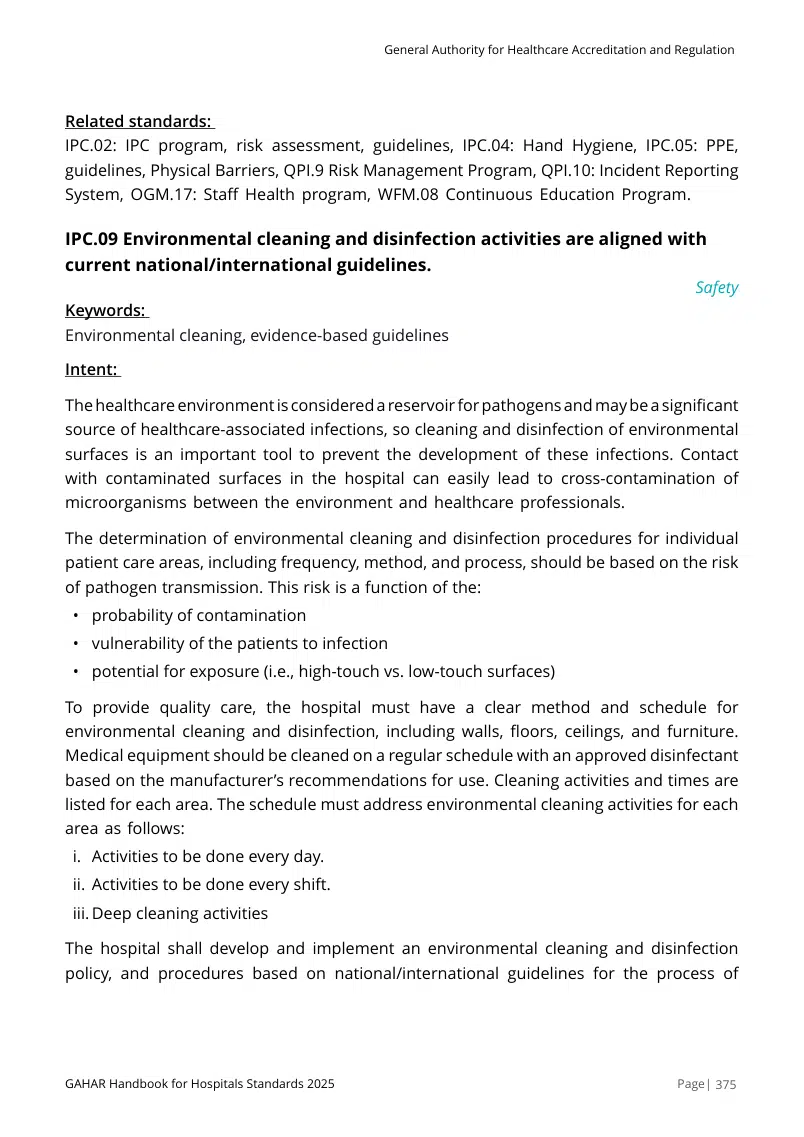 General Authority for Healthcare Accreditation and Regulation
Related standards:
IPC.02: IPC program, risk assessment, guidelines, IPC.04: Hand Hygiene, IPC.05: PPE,
guidelines, Physical Barriers, QPI.9 Risk Management Program, QPI.10: Incident Reporting
System, OGM.17: Staff Health program, WFM.08 Continuous Education Program.
IPC.09 Environmental cleaning and disinfection activities are aligned with
current national/international guidelines.
Safety
Keywords:
Environmental cleaning, evidence-based guidelines
Intent:
The healthcare environment is considered a reservoir for pathogens and may be a significant
source of healthcare-associated infections, so cleaning and disinfection of environmental
surfaces is an important tool to prevent the development of these infections. Contact
with contaminated surfaces in the hospital can easily lead to cross-contamination of
microorganisms between the environment and healthcare professionals.
The determination of environmental cleaning and disinfection procedures for individual
patient care areas, including frequency, method, and process, should be based on the risk
of pathogen transmission. This risk is a function of the:
• probability of contamination
• vulnerability of the patients to infection
• potential for exposure (i.e., high-touch vs. low-touch surfaces)
To provide quality care, the hospital must have a clear method and schedule for
environmental cleaning and disinfection, including walls, floors, ceilings, and furniture.
Medical equipment should be cleaned on a regular schedule with an approved disinfectant
based on the manufacturer’s recommendations for use. Cleaning activities and times are
listed for each area. The schedule must address environmental cleaning activities for each
area as follows:
i. Activities to be done every day.
ii. Activities to be done every shift.
iii. Deep cleaning activities
The hospital shall develop and implement an environmental cleaning and disinfection
policy, and procedures based on national/international guidelines for the process of
GAHAR Handbook for Hospitals Standards 2025
Page| 375